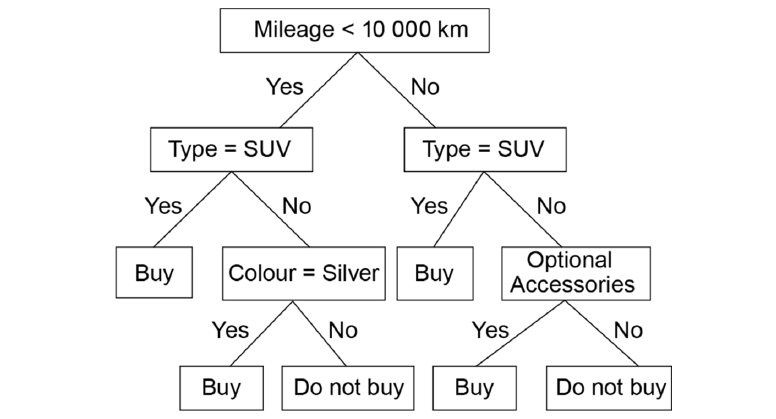 Mileage < 10 000 km
Yes
No
Type = SUV
Type = SUV
Yes
No
Yes
No
Buy
Colour = Silver
Buy
Optional
Accessories
Yes
No
Yes
No
Buy
Do not buy
Buy
Do not buy